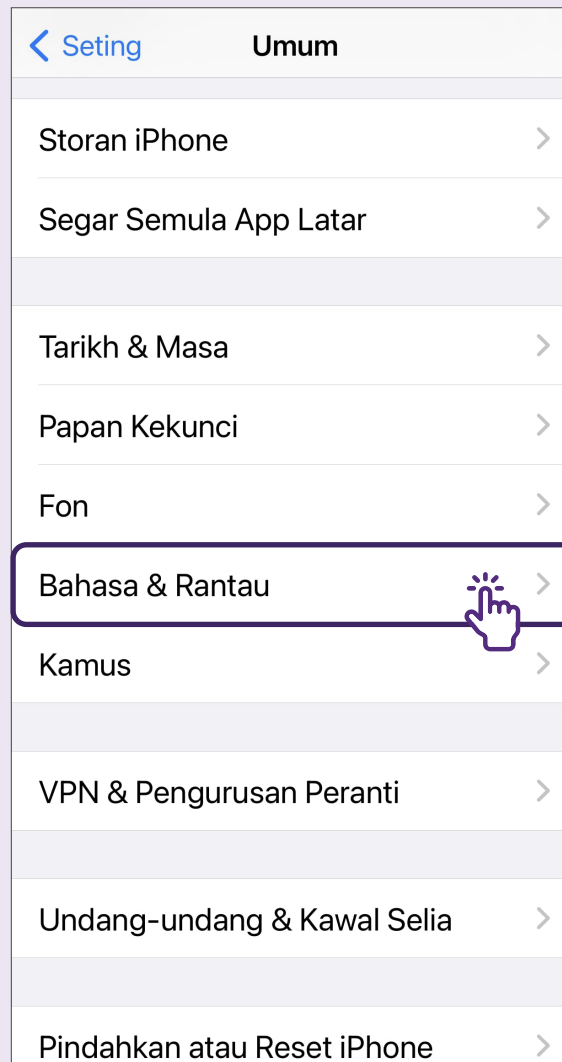 Seting
Umum
Storan iPhone
Segar Semula App Latar
Tarikh & Masa
Papan Kekunci
Fon
Bahasa & Rantau
Kamus
VPN & Pengurusan Peranti
Undang-undang & Kawal Selia
Pindahkan atau Reset iPhone